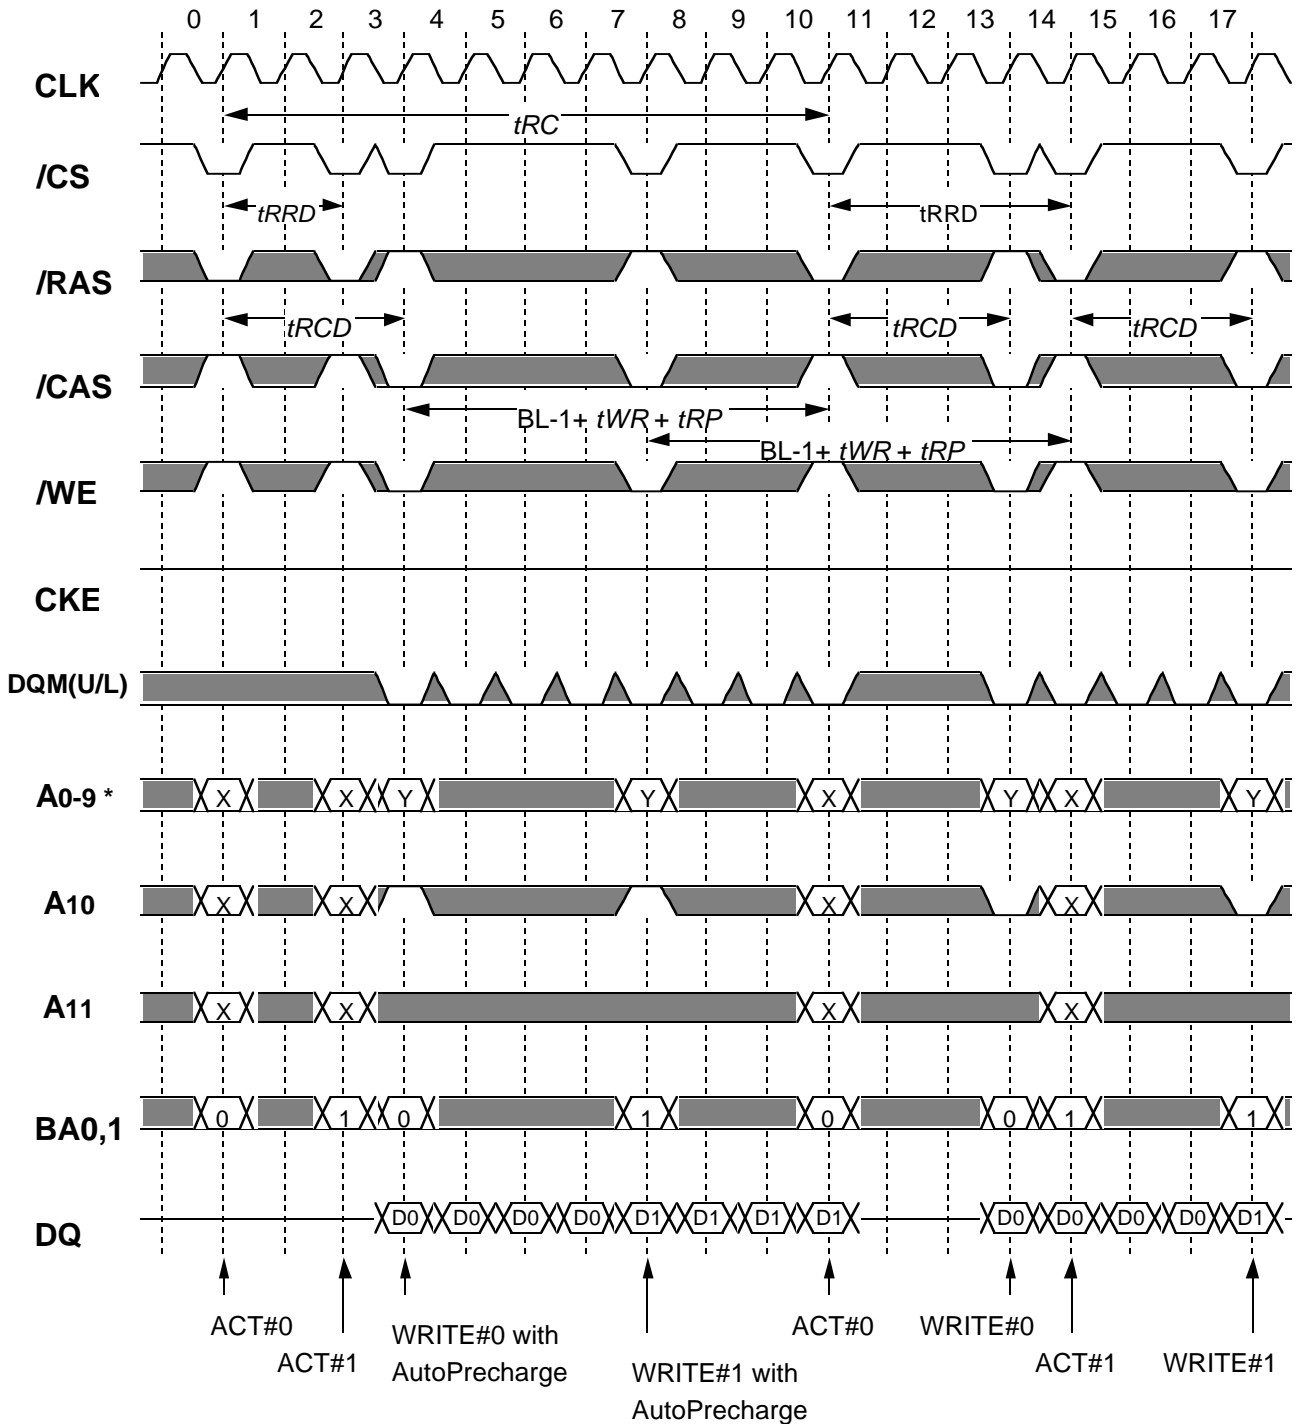 0 1 2 3 4 5 6 7 8 9 10 11 12 13 14 15 16 17
CLK
tRC
/CS
tRRD tRRD
/RAS
tRCD tRCD tRCD
/CAS
BL-1+ tWR + tRP
BL-1+ tWR + tRP
/WE
CKE
DQM(U/L)
A0-9 * X X Y Y X Y X Y
A10 X X X X
A11 X X X X
BA0,1 0 1 0 1 0 0 1 1
DQ D0 D0 D0 D0 D1 D1 D1 D1 D0 D0 D0 D0 D1
ACT#0
ACT#1
WRITE#0 with
AutoPrecharge
WRITE#1 with
AutoPrecharge
ACT#0
WRITE#0
ACT#1
WRITE#1